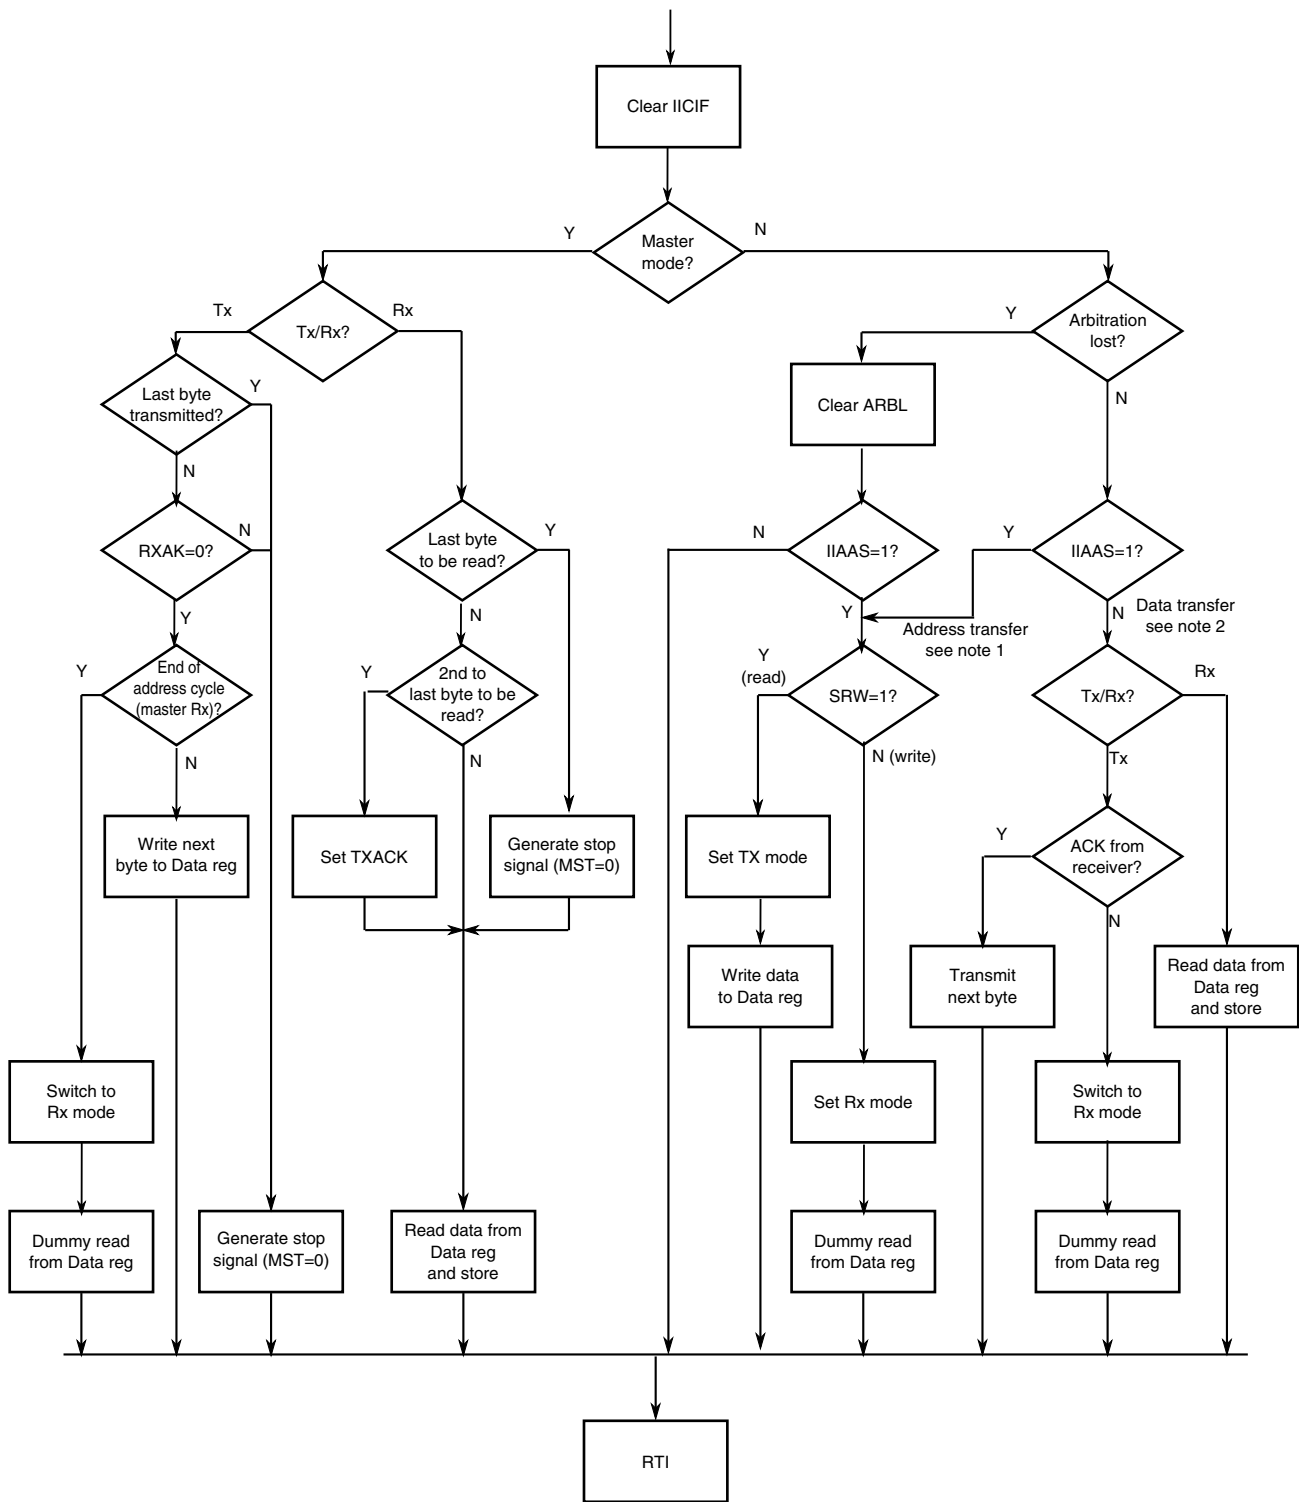 Clear IICIF
Y
Master
mode?
N
Tx
Tx/Rx?
Rx
Y
Arbitration
lost?
N
Last byte
transmitted?
Y
N
Clear ARBL
RXAK=0?
N
Y
Last byte
to be read?
Y
N
N
IIAAS=1?
Y
Y
IIAAS=1?
N
Address transfer
see note 1
Data transfer
see note 2
Y
End of
address cycle
(master Rx)?
N
Y
2nd to
last byte to be
read?
N
Y
(read)
SRW=1?
N (write)
Tx/Rx?
Rx
Tx
Write next
byte to Data reg
Set TXACK
Generate stop
signal (MST=0)
Set TX mode
Y
ACK from
receiver?
N
Write data
to Data reg
Transmit
next byte
Read data from
Data reg
and store
Switch to
Rx mode
Set Rx mode
Switch to
Rx mode
Dummy read
from Data reg
Generate stop
signal (MST=0)
Read data from
Data reg
and store
Dummy read
from Data reg
Dummy read
from Data reg
RTI